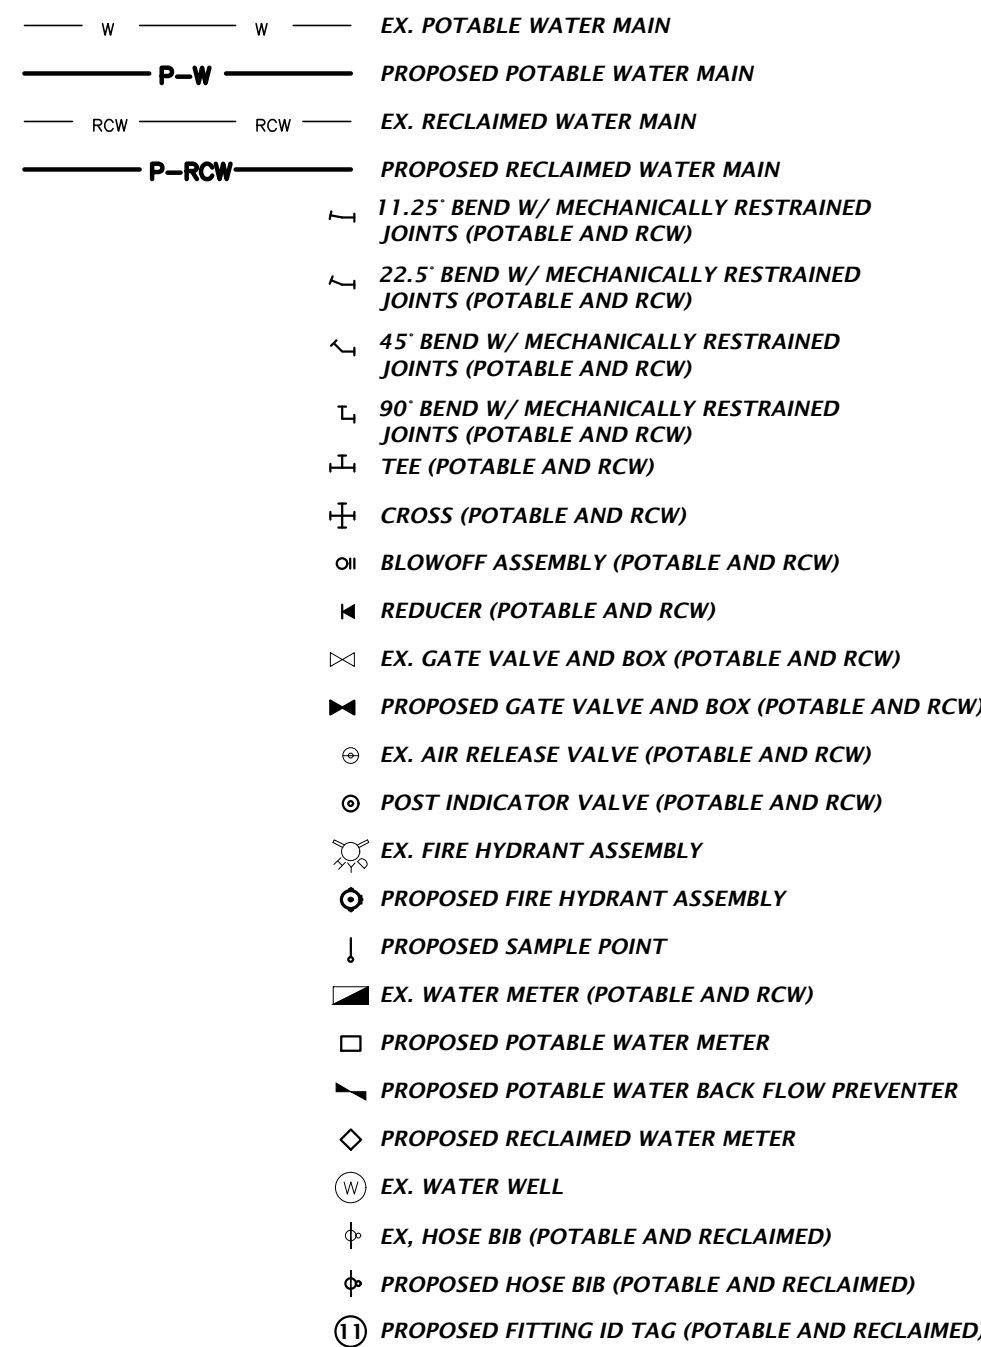 W W EX. POTABLE WATER MAIN
P-W PROPOSED POTABLE WATER MAIN
RCW RCW EX. RECLAIMED WATER MAIN
P-RCW PROPOSED RECLAIMED WATER MAIN
11.25° BEND W/ MECHANICALLY RESTRAINED
JOINTS (POTABLE AND RCW)
22.5° BEND W/ MECHANICALLY RESTRAINED
JOINTS (POTABLE AND RCW)
45° BEND W/ MECHANICALLY RESTRAINED
JOINTS (POTABLE AND RCW)
90° BEND W/ MECHANICALLY RESTRAINED
JOINTS (POTABLE AND RCW)
TEE (POTABLE AND RCW)
CROSS (POTABLE AND RCW)
BLOWOFF ASSEMBLY (POTABLE AND RCW)
REDUCER (POTABLE AND RCW)
EX. GATE VALVE AND BOX (POTABLE AND RCW)
PROPOSED GATE VALVE AND BOX (POTABLE AND RCW)
EX. AIR RELEASE VALVE (POTABLE AND RCW)
POST INDICATOR VALVE (POTABLE AND RCW)
EX. FIRE HYDRANT ASSEMBLY
PROPOSED FIRE HYDRANT ASSEMBLY
PROPOSED SAMPLE POINT
EX. WATER METER (POTABLE AND RCW)
PROPOSED POTABLE WATER METER
PROPOSED POTABLE WATER BACK FLOW PREVENTER
PROPOSED RECLAIMED WATER METER
W EX. WATER WELL
EX, HOSE BIB (POTABLE AND RECLAIMED)
PROPOSED HOSE BIB (POTABLE AND RECLAIMED)
11 PROPOSED FITTING ID TAG (POTABLE AND RECLAIMED)